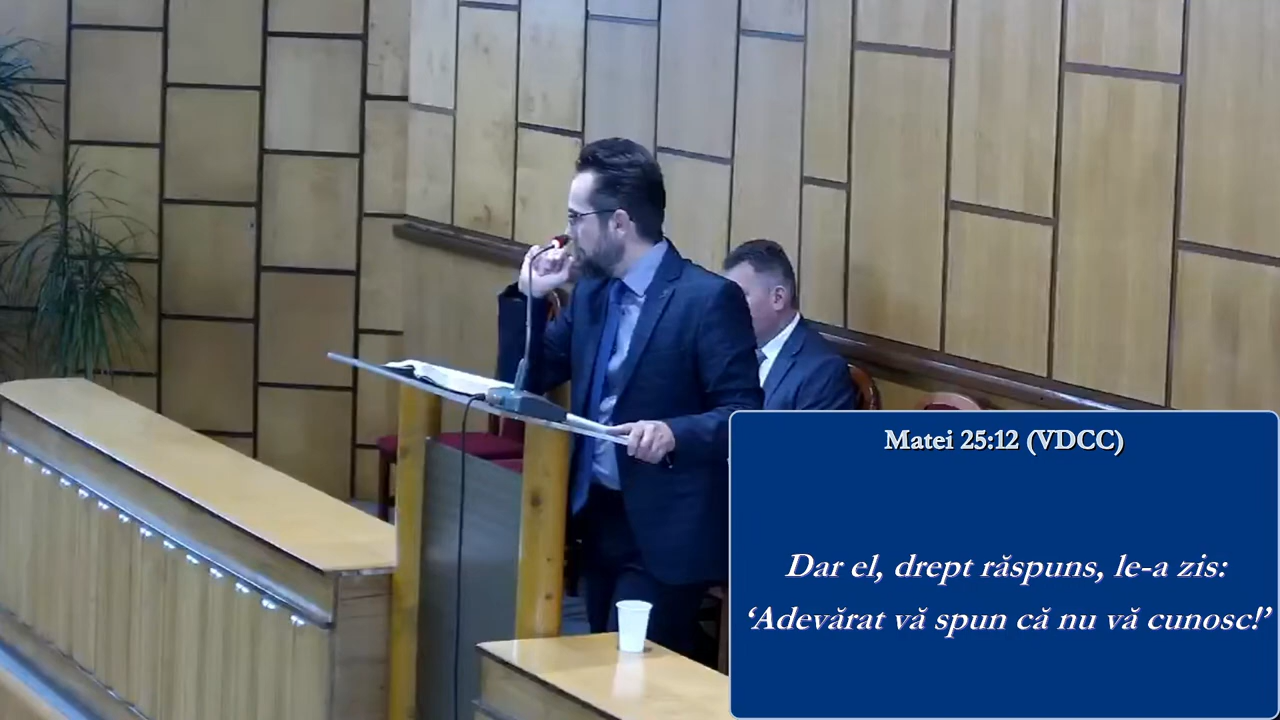 Matei 25:12 (VDCC)
Dar el, drept răspuns, le-a zis:
‘Adevărat vă spun că nu vă cunosc!’